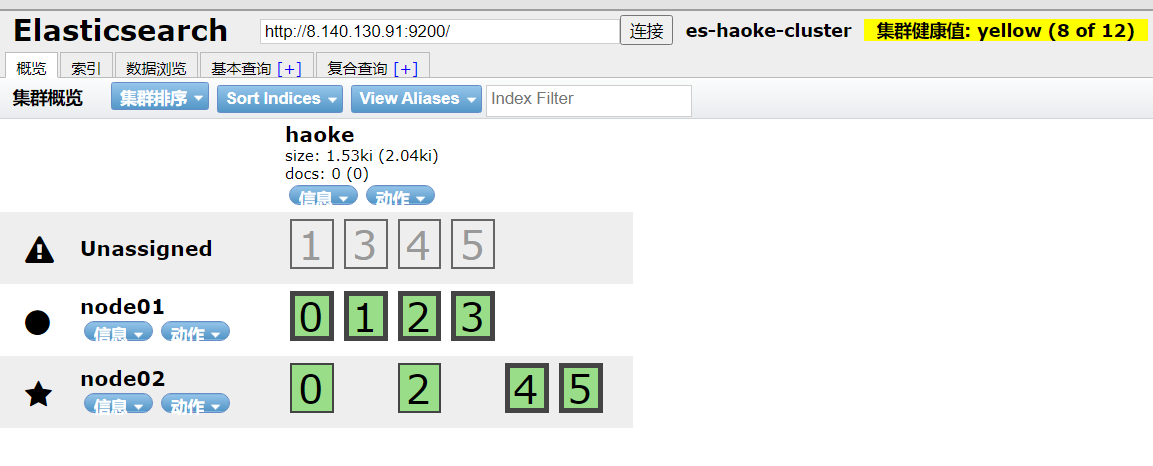 Elasticsearch http://8.140.130.91:9200/ 连接 es-haoke-cluster 集群健康值: yellow (8 of 12)
概览 索引 数据浏览 基本查询 [+] 复合查询 [+]
集群概览 集群排序 Sort Indices View Aliases Index Filter
haoke
size: 1.53ki (2.04ki)
docs: 0 (0)
信息 动作
Unassigned 1 3 4 5
node01 0 1 2 3
信息 动作
node02 0 2 4 5
信息 动作